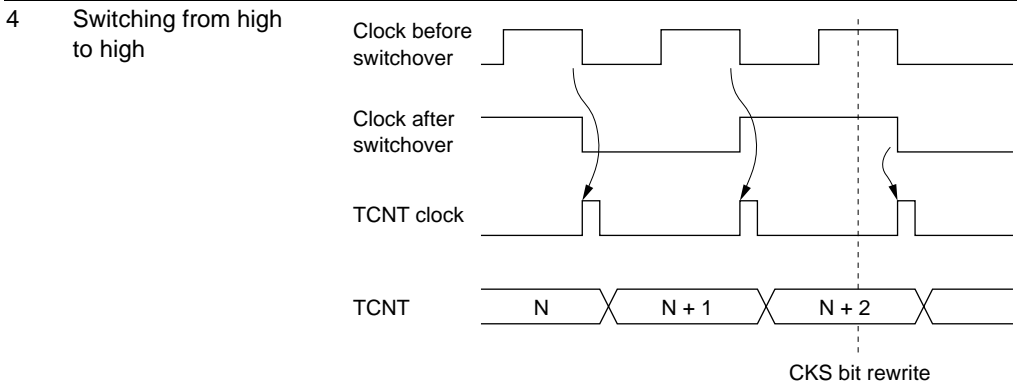 4 Switching from high
to high
Clock before
switchover
Clock after
switchover
TCNT clock
TCNT N N + 1 N + 2
CKS bit rewrite